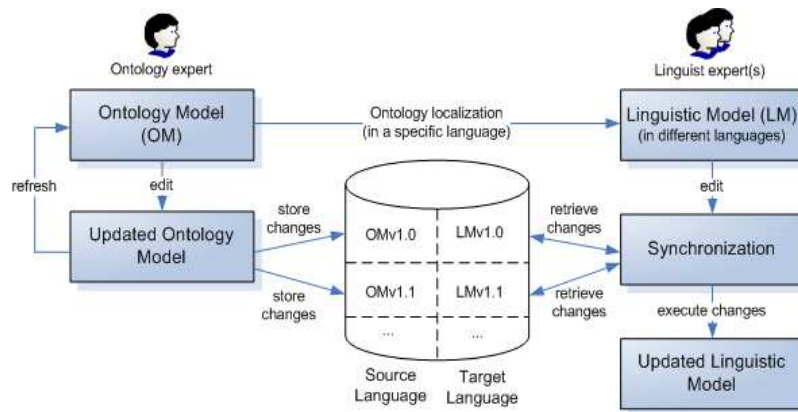 Ontology expert
Linguist expert(s)
Ontology Model
(OM)
Ontology localization
(in a specific language)
Linguistic Model (LM)
(in different languages)
refresh
edit
edit
Updated Ontology
Model
store
changes
OMv1.0
LMv1.0
retrieve
changes
Synchronization
store
changes
OMv1.1
LMv1.1
retrieve
changes
execute changes
...
...
Updated Linguistic
Model
Source
Language
Target
Language